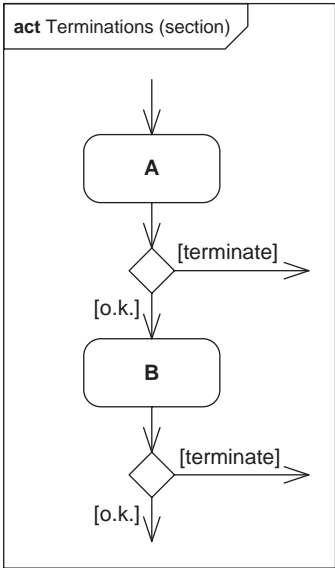 act Terminations (section)
A
[terminate]
[o.k.]
B
[terminate]
[o.k.]